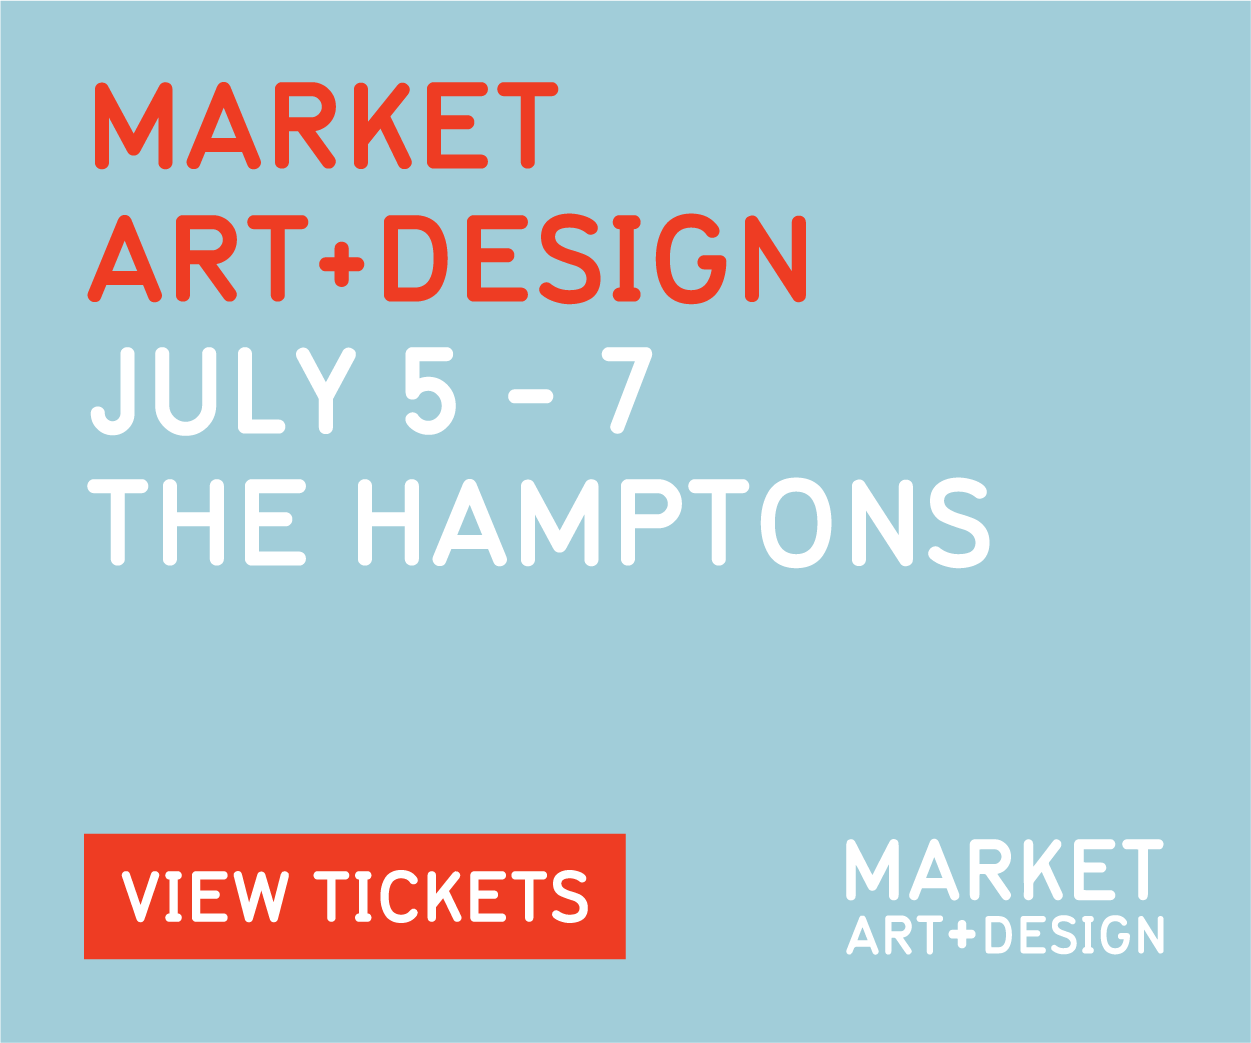 MARKET
ART+DESIGN
JULY 5 – 7
THE HAMPTONS
VIEW TICKETS
MARKET
ART+DESIGN